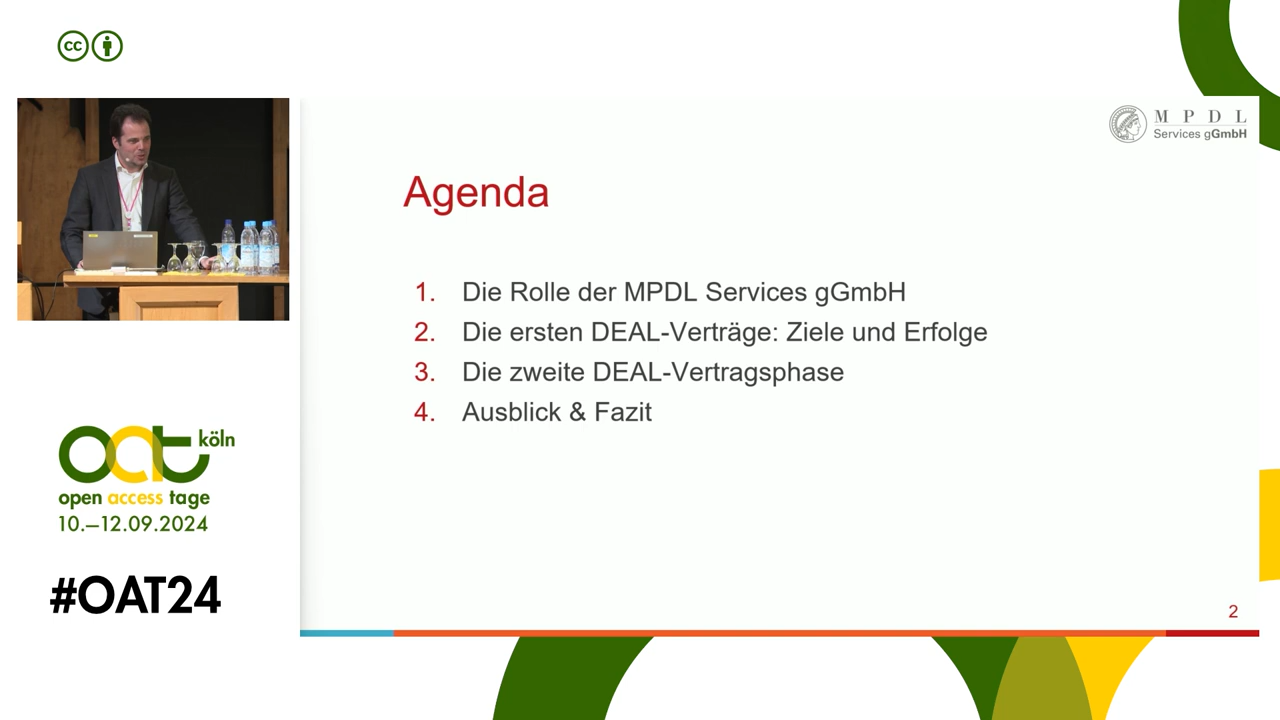 cc
M P D L
Services gGmbH
Agenda
1. Die Rolle der MPDL Services gGmbH
2. Die ersten DEAL-Verträge: Ziele und Erfolge
3. Die zweite DEAL-Vertragsphase
4. Ausblick & Fazit
oat köln
open access tage
10.–12.09.2024
#OAT24
2